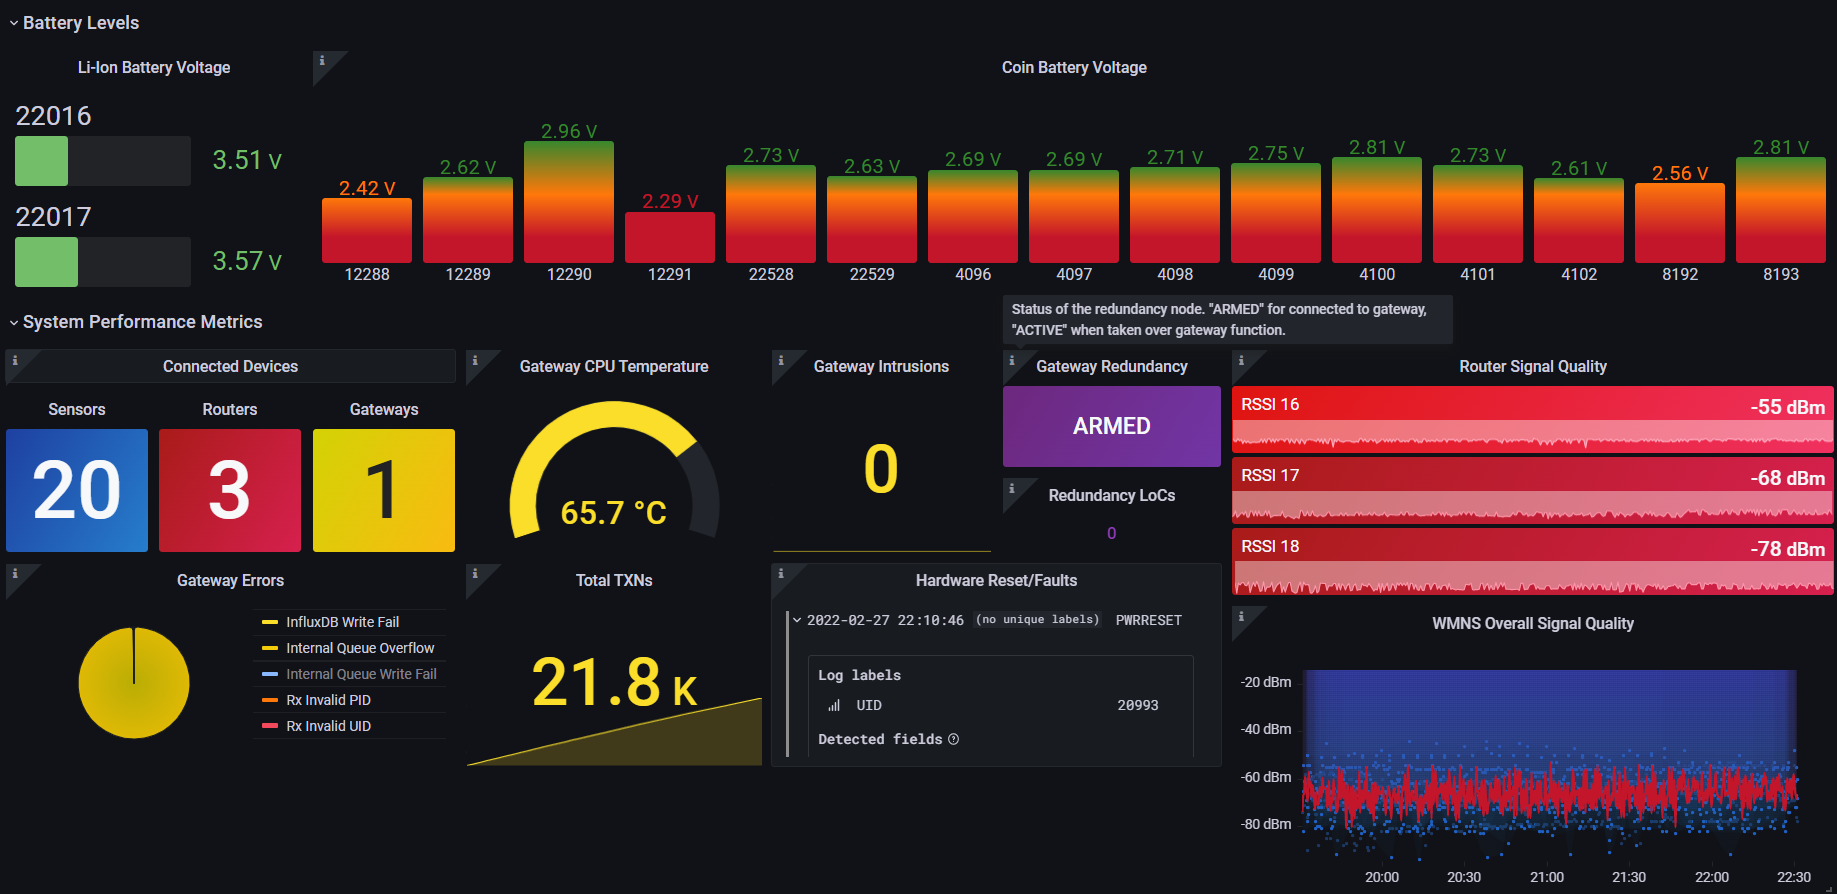 Battery Levels
Li-Ion Battery Voltage
Coin Battery Voltage
22016
3.51 V
22017
3.57 V
2.42 V
2.62 V
2.96 V
2.29 V
2.73 V
2.63 V
2.69 V
2.69 V
2.71 V
2.75 V
2.81 V
2.73 V
2.61 V
2.56 V
2.81 V
12288
12289
12290
12291
22528
22529
4096
4097
4098
4099
4100
4101
4102
8192
8193
System Performance Metrics
Status of the redundancy node. "ARMED" for connected to gateway,
"ACTIVE" when taken over gateway function.
Connected Devices
Sensors
Routers
Gateways
20
3
1
Gateway CPU Temperature
65.7 °C
Gateway Intrusions
0
Gateway Redundancy
ARMED
Redundancy LoCs
0
Router Signal Quality
RSSI 16
-55 dBm
RSSI 17
-68 dBm
RSSI 18
-78 dBm
Gateway Errors
InfluxDB Write Fail
Internal Queue Overflow
Internal Queue Write Fail
Rx Invalid PID
Rx Invalid UID
Total TXNs
21.8 K
Hardware Reset/Faults
2022-02-27 22:10:46 (no unique labels) PWRRESET
Log labels
UID 20993
Detected fields
WMNS Overall Signal Quality
-20 dBm
-40 dBm
-60 dBm
-80 dBm
20:00
20:30
21:00
21:30
22:00
22:30